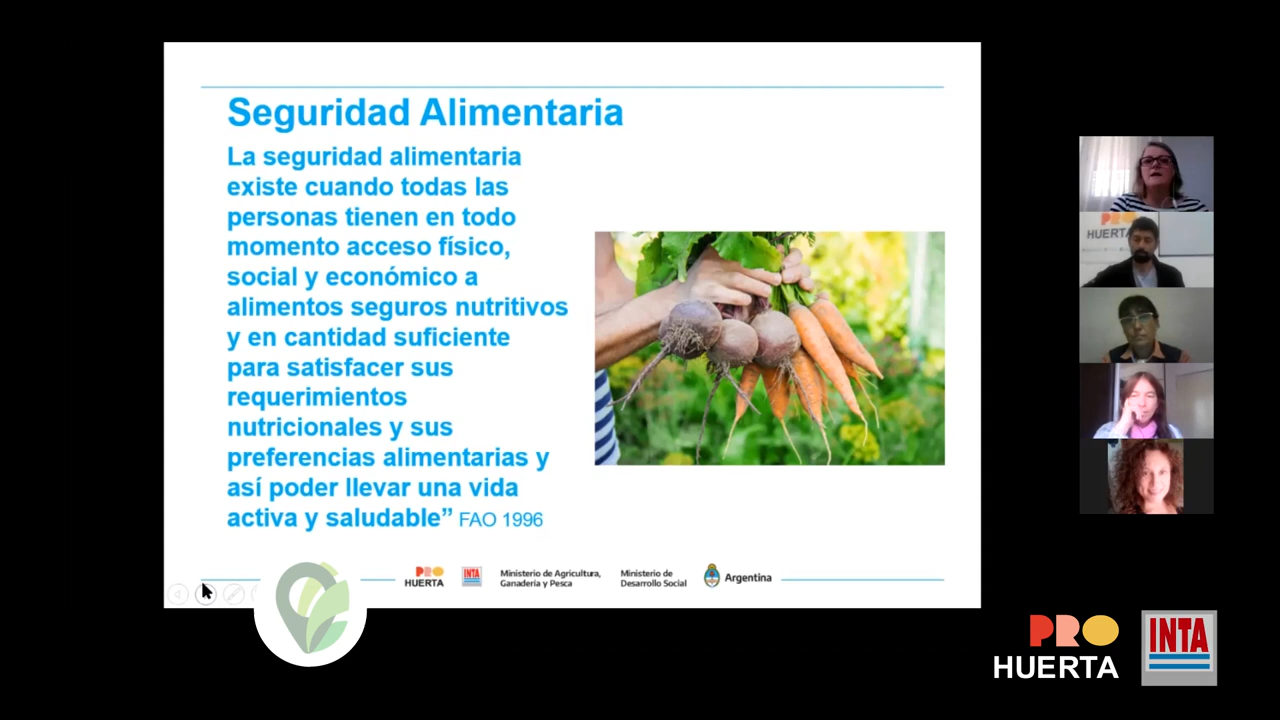 Seguridad Alimentaria
La seguridad alimentaria
existe cuando todas las
personas tienen en todo
momento acceso físico,
social y económico a
alimentos seguros nutritivos
y en cantidad suficiente
para satisfacer sus
requerimientos
nutricionales y sus
preferencias alimentarias y
así poder llevar una vida
activa y saludable” FAO 1996
PRO
HUERTA
INTA
Ministerio de Agricultura,
Ganadería y Pesca
Ministerio de
Desarrollo Social
Argentina
PRO
HUERTA
PRO
HUERTA
INTA